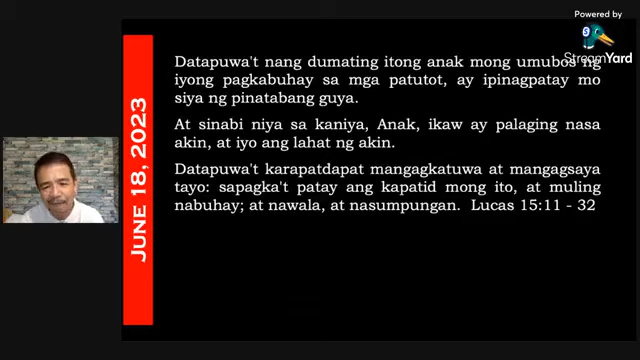 Powered by
StreamYard
Datapuwa't nang dumating itong anak mong umubos ng
iyong pagkabuhay sa mga patutot, ay ipinagpatay mo
siya ng pinatabang guya.
At sinabi niya sa kaniya, Anak, ikaw ay palaging nasa
akin, at iyo ang lahat ng akin.
Datapuwa't karapatdapat mangagkatuwa at mangagsaya
tayo: sapagka't patay ang kapatid mong ito, at muling
nabuhay; at nawala, at nasumpungan. Lucas 15:11 - 32
JUNE 18, 2023